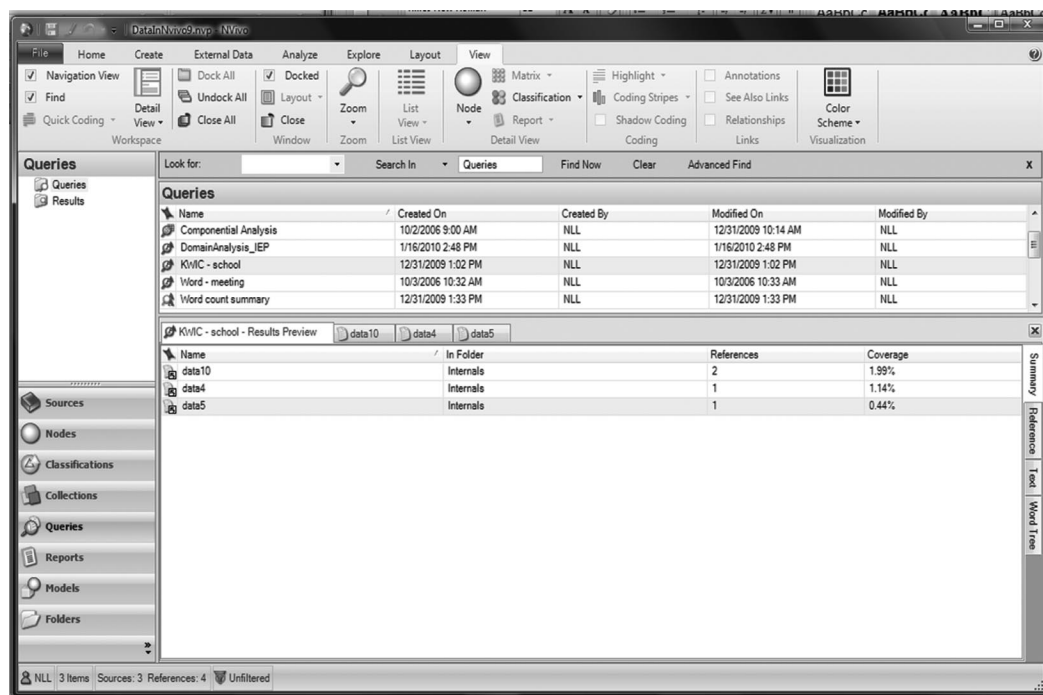 DataInNvivo9.nvp - NVivo
File Home Create External Data Analyze Explore Layout View
Navigation View Dock All Docked Matrix Highlight Annotations
Find Undock All Layout Classification Coding Stripes See Also Links
Quick Coding Close All Close Report Shadow Coding Relationships
Detail View Zoom List View Node Color Scheme
Workspace Window Zoom List View Detail View Coding Links Visualization
Queries Look for: Search In Queries Find Now Clear Advanced Find X
Queries
Results
Queries
Name Created On Created By Modified On Modified By
Componential Analysis 10/2/2006 9:00 AM NLL 12/31/2009 10:14 AM NLL
DomainAnalysis_IEP 1/16/2010 2:48 PM NLL 1/16/2010 2:48 PM NLL
KWIC - school 12/31/2009 1:02 PM NLL 12/31/2009 1:02 PM NLL
Word - meeting 10/3/2006 10:32 AM NLL 10/3/2006 10:33 AM NLL
Word count summary 12/31/2009 1:33 PM NLL 12/31/2009 1:33 PM NLL
KWIC - school - Results Preview data10 data4 data5
Name In Folder References Coverage
data10 Internals 2 1.99%
data4 Internals 1 1.14%
data5 Internals 1 0.44%
Summary
Reference
Text
Word Tree
Sources
Nodes
Classifications
Collections
Queries
Reports
Models
Folders
NLL 3 Items Sources: 3 References: 4 Unfiltered